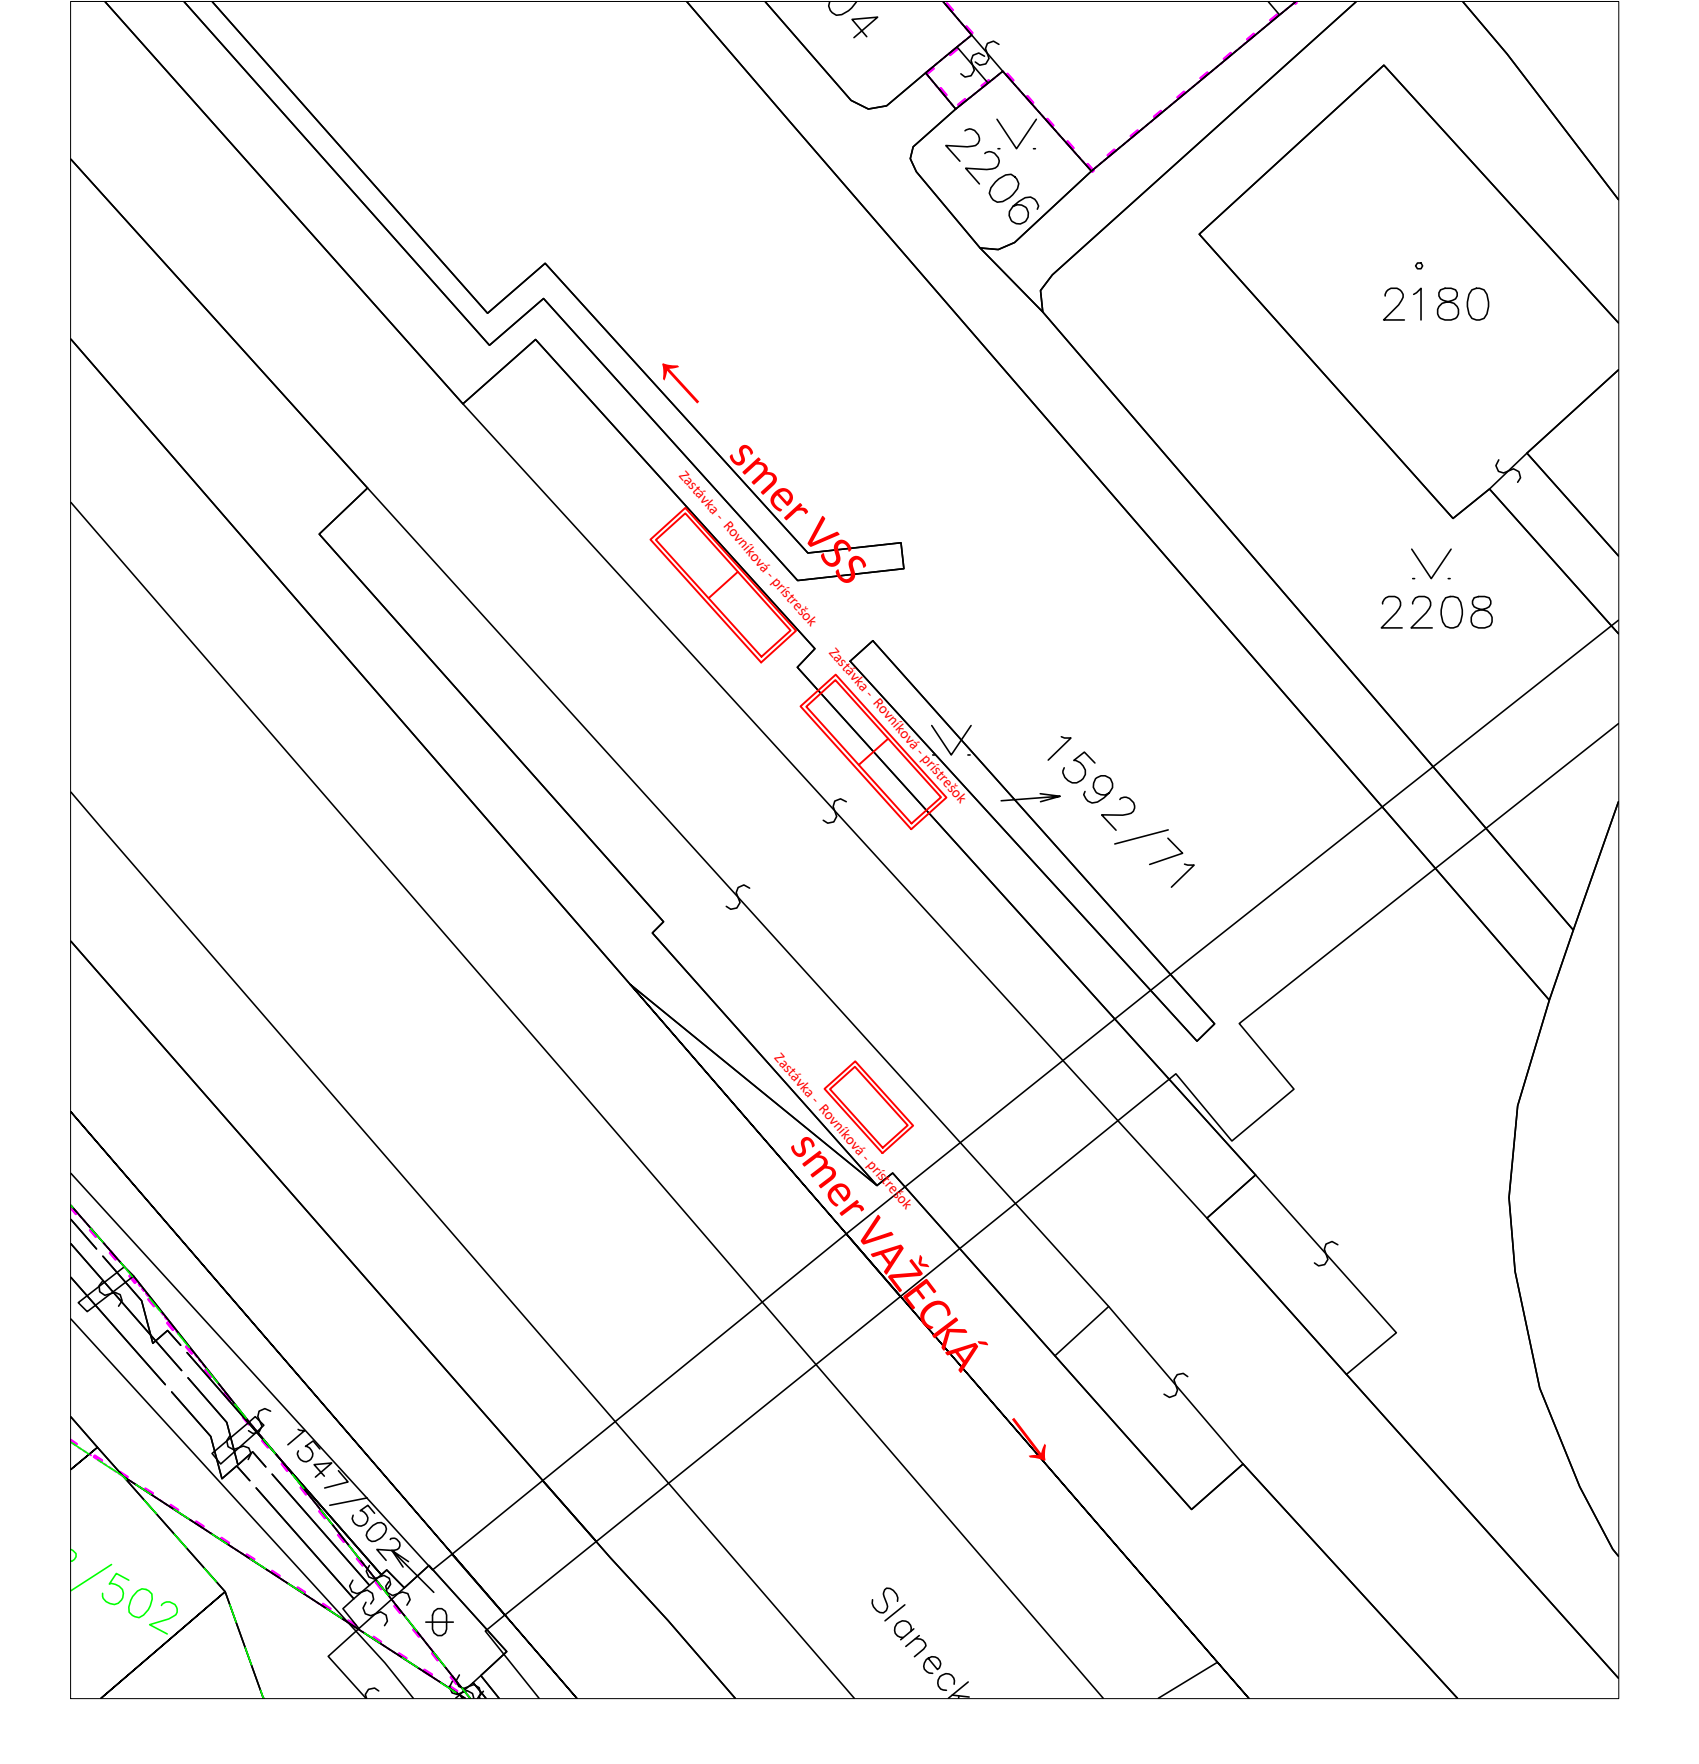 04
2206
2180
smer VSS
Zastávka - Rovníková - prístrešok
2208
Zastávka - Rovníková - prístrešok
1592/71
Zastávka - Rovníková - prístrešok
smer VAŽECKÁ
1547/502
/502
Slaneck